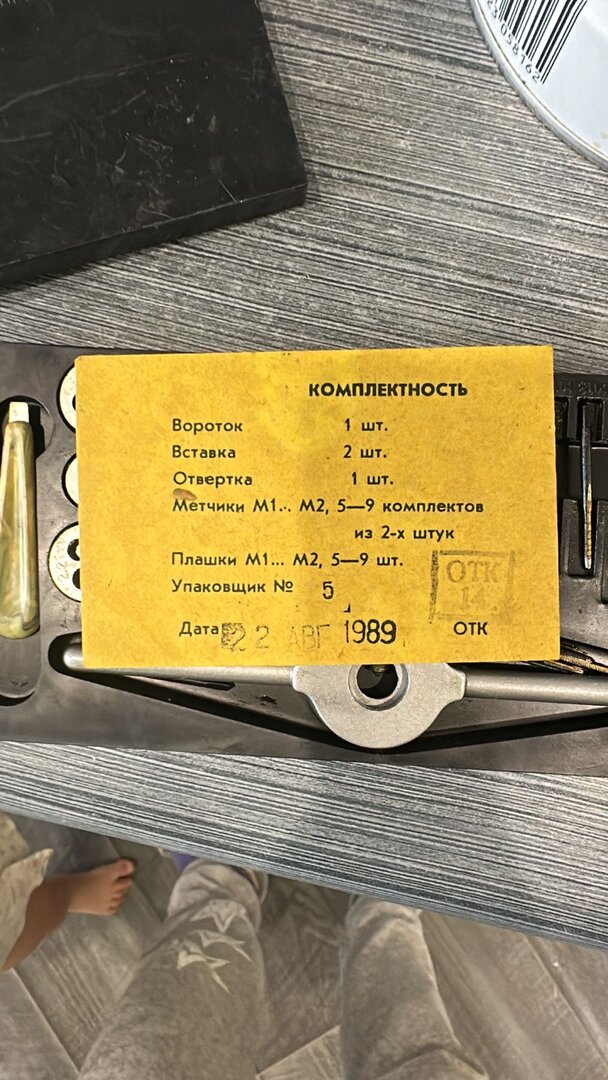 КОМПЛЕКТНОСТЬ
Вороток 1 шт.
Вставка 2 шт.
Отвертка 1 шт.
Метчики М1... М2, 5—9 комплектов
из 2-х штук
Плашки М1... М2, 5—9 шт.
Упаковщик № 5
ОТК
14
Дата 22 АВГ 1989 ОТК